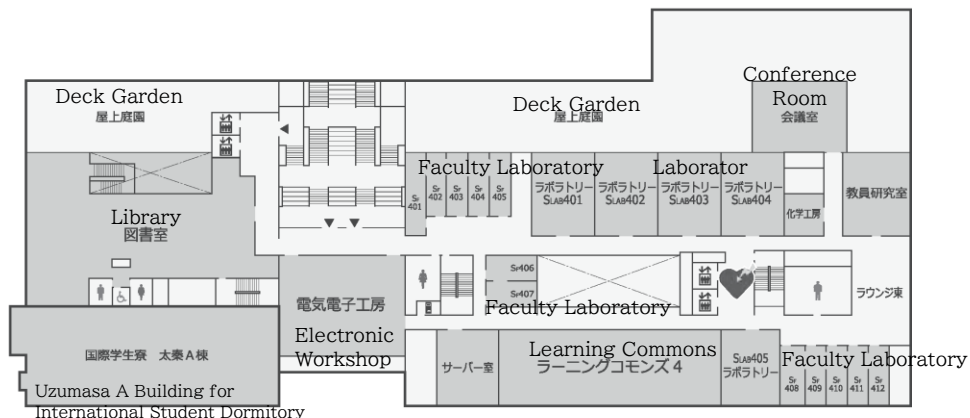 Deck Garden
屋上庭園
Deck Garden
屋上庭園
Conference
Room
会議室
Faculty Laboratory
Laborator
Sr
401
Sr
402
Sr
403
Sr
404
Sr
405
ラボラトリー
SLAB401
ラボラトリー
SLAB402
ラボラトリー
SLAB403
ラボラトリー
SLAB404
化学工房
教員研究室
Library
図書室
Sr406
Sr407
Faculty Laboratory
ラウンジ東
電気電子工房
Electronic
Workshop
国際学生寮 太秦A棟
Uzumasa A Building for
International Student Dormitory
サーバー室
Learning Commons
ラーニングコモンズ4
SLAB405
ラボラトリー
Faculty Laboratory
Sr
408
Sr
409
Sr
410
Sr
411
Sr
412